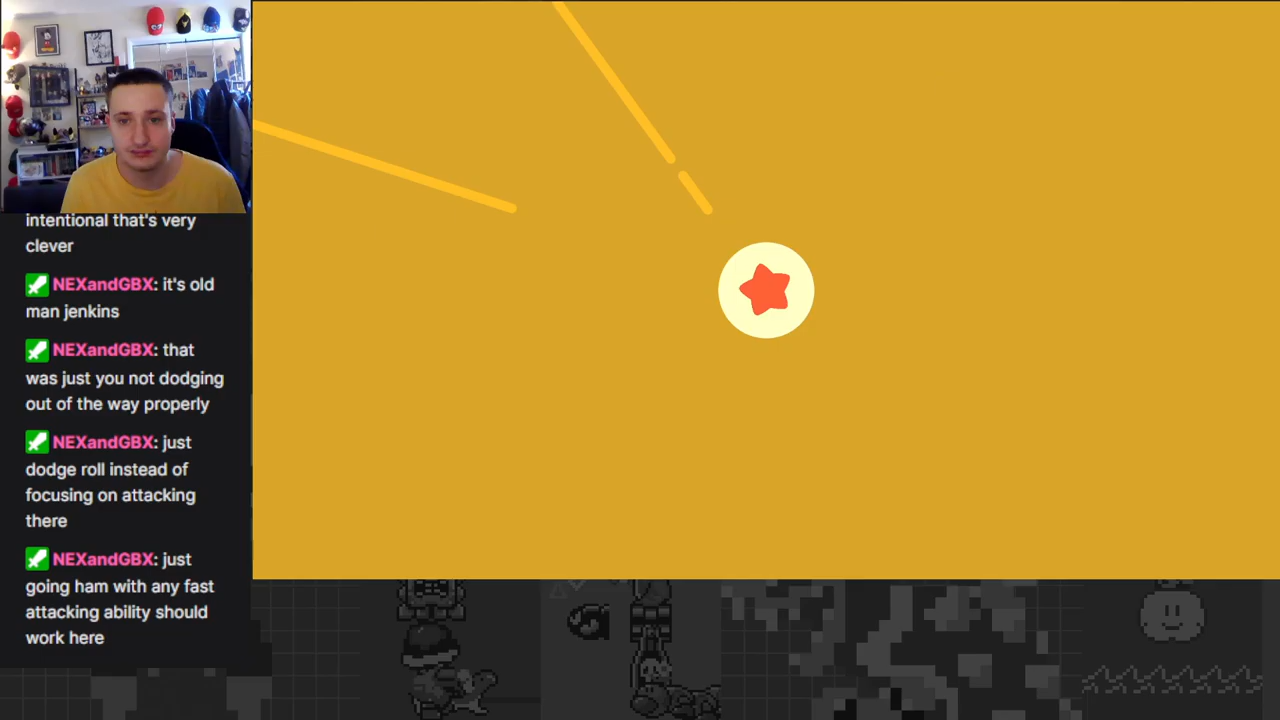 intentional that's very
clever
NEXandGBX: it's old
man jenkins
NEXandGBX: that
was just you not dodging
out of the way properly
NEXandGBX: just
dodge roll instead of
focusing on attacking
there
NEXandGBX: just
going ham with any fast
attacking ability should
work here